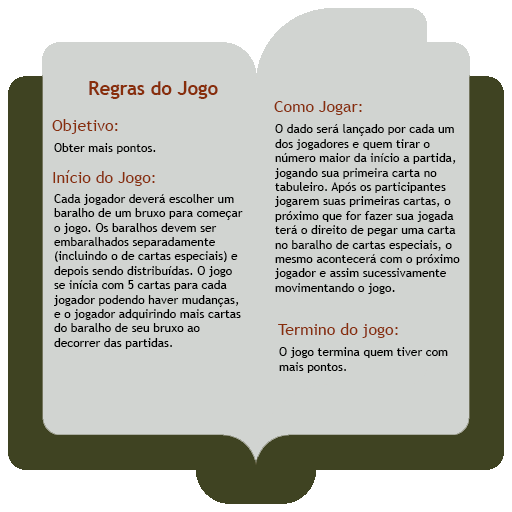 Regras do Jogo
Objetivo:
Obter mais pontos.
Início do Jogo:
Cada jogador deverá escolher um
baralho de um bruxo para começar
o jogo. Os baralhos devem ser
embaralhados separadamente
(incluindo o de cartas especiais) e
depois sendo distribuídas. O jogo
se inícia com 5 cartas para cada
jogador podendo haver mudanças,
e o jogador adquirindo mais cartas
do baralho de seu bruxo ao
decorrer das partidas.
Como Jogar:
O dado será lançado por cada um
dos jogadores e quem tirar o
número maior da início a partida,
jogando sua primeira carta no
tabuleiro. Após os participantes
jogarem suas primeiras cartas, o
próximo que for fazer sua jogada
terá o direito de pegar uma carta
no baralho de cartas especiais, o
mesmo acontecerá com o próximo
jogador e assim sucessivamente
movimentando o jogo.
Termino do jogo:
O jogo termina quem tiver com
mais pontos.